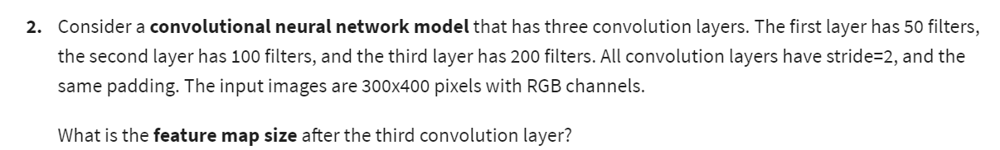 2. Consider a convolutional neural network model that has three convolution layers. The first layer has 50 filters,
the second layer has 100 filters, and the third layer has 200 filters. All convolution layers have stride=2, and the
same padding. The input images are 300x400 pixels with RGB channels.
What is the feature map size after the third convolution layer?